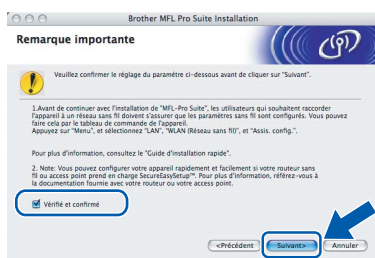 Brother MFL Pro Suite Installation
Remarque importante
Veuillez confirmer le réglage du paramétre ci-dessous avant de cliquer sur "Suivant".
1.Avant de continuer avec l'installation de "MFL-Pro Suite", les utilisateurs qui souhaitent raccorder
l'appareil à un réseau sans fil doivent s'assurer que les paramètres sans fil sont configurés. Vous pouvez
faire cela par le tableau de commande de l'appareil.
Appuyez sur "Menu", et sélectionnez "LAN", "WLAN (Réseau sans fil)", et "Assis. config.".
Pour plus d'information, consultez le "Guide d'installation rapide".
2. Note: Vous pouvez configurer votre appareil rapidement et facilement si votre routeur sans
fil ou access point prend en charge SecureEasySetup™. Pour plus d'information, référez-vous à
la documentation fournie avec votre routeur ou votre access point.
Vérifié et confirmé
<Précédent
Suivant>
Annuler